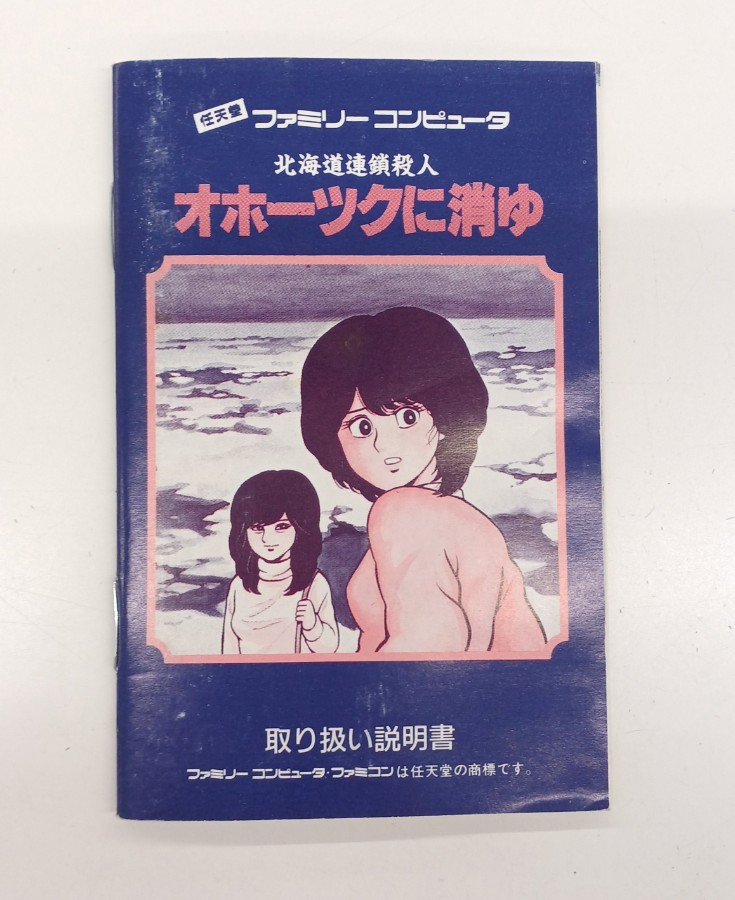 任天堂 ファミリー コンピュータ
北海道連鎖殺人
オホーツクに消ゆ
取り扱い説明書
ファミリー コンピュータ・ファミコンは任天堂の商標です。